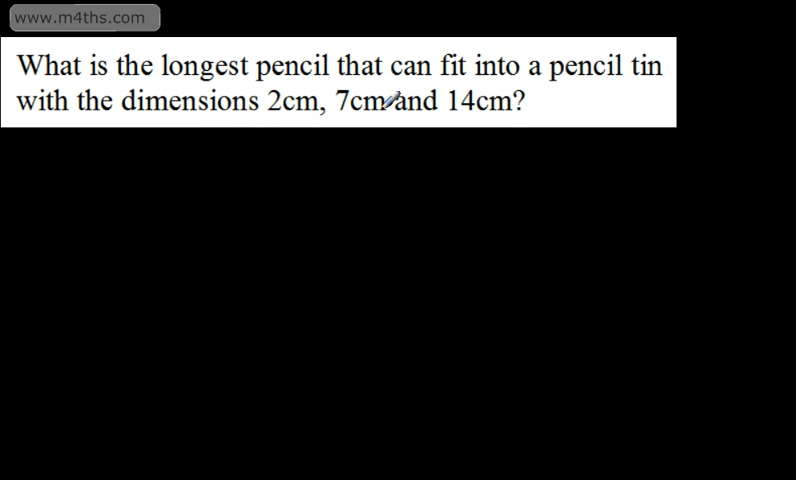 www.m4ths.com
What is the longest pencil that can fit into a pencil tin
with the dimensions 2cm, 7cm and 14cm?